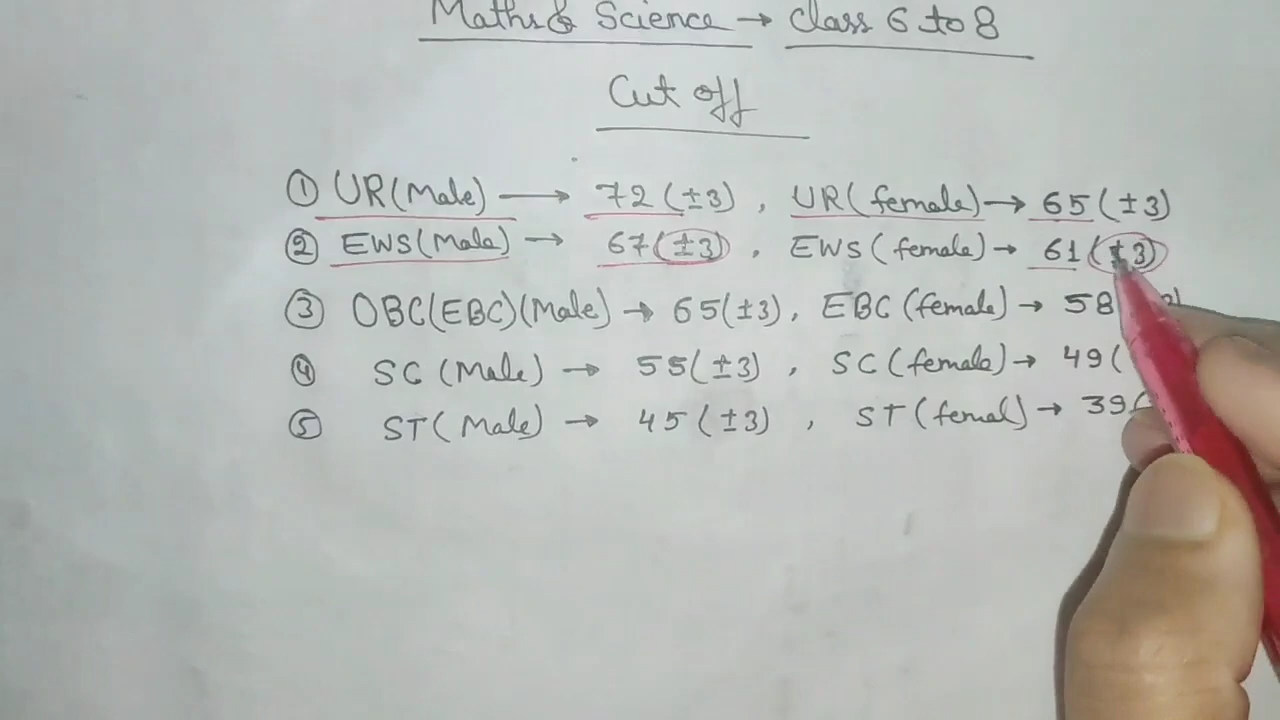 Maths & Science → class 6 to 8
Cut off
① UR(Male) → 72(±3), UR(female) → 65(±3)
② EWS(Male) → 67(±3), EWS(female) → 61(±3)
③ OBC(EBC)(Male) → 65(±3), EBC(female) → 58
④ SC(Male) → 55(±3), SC(female) → 49(
⑤ ST(Male) → 45(±3), ST(femal) → 39(